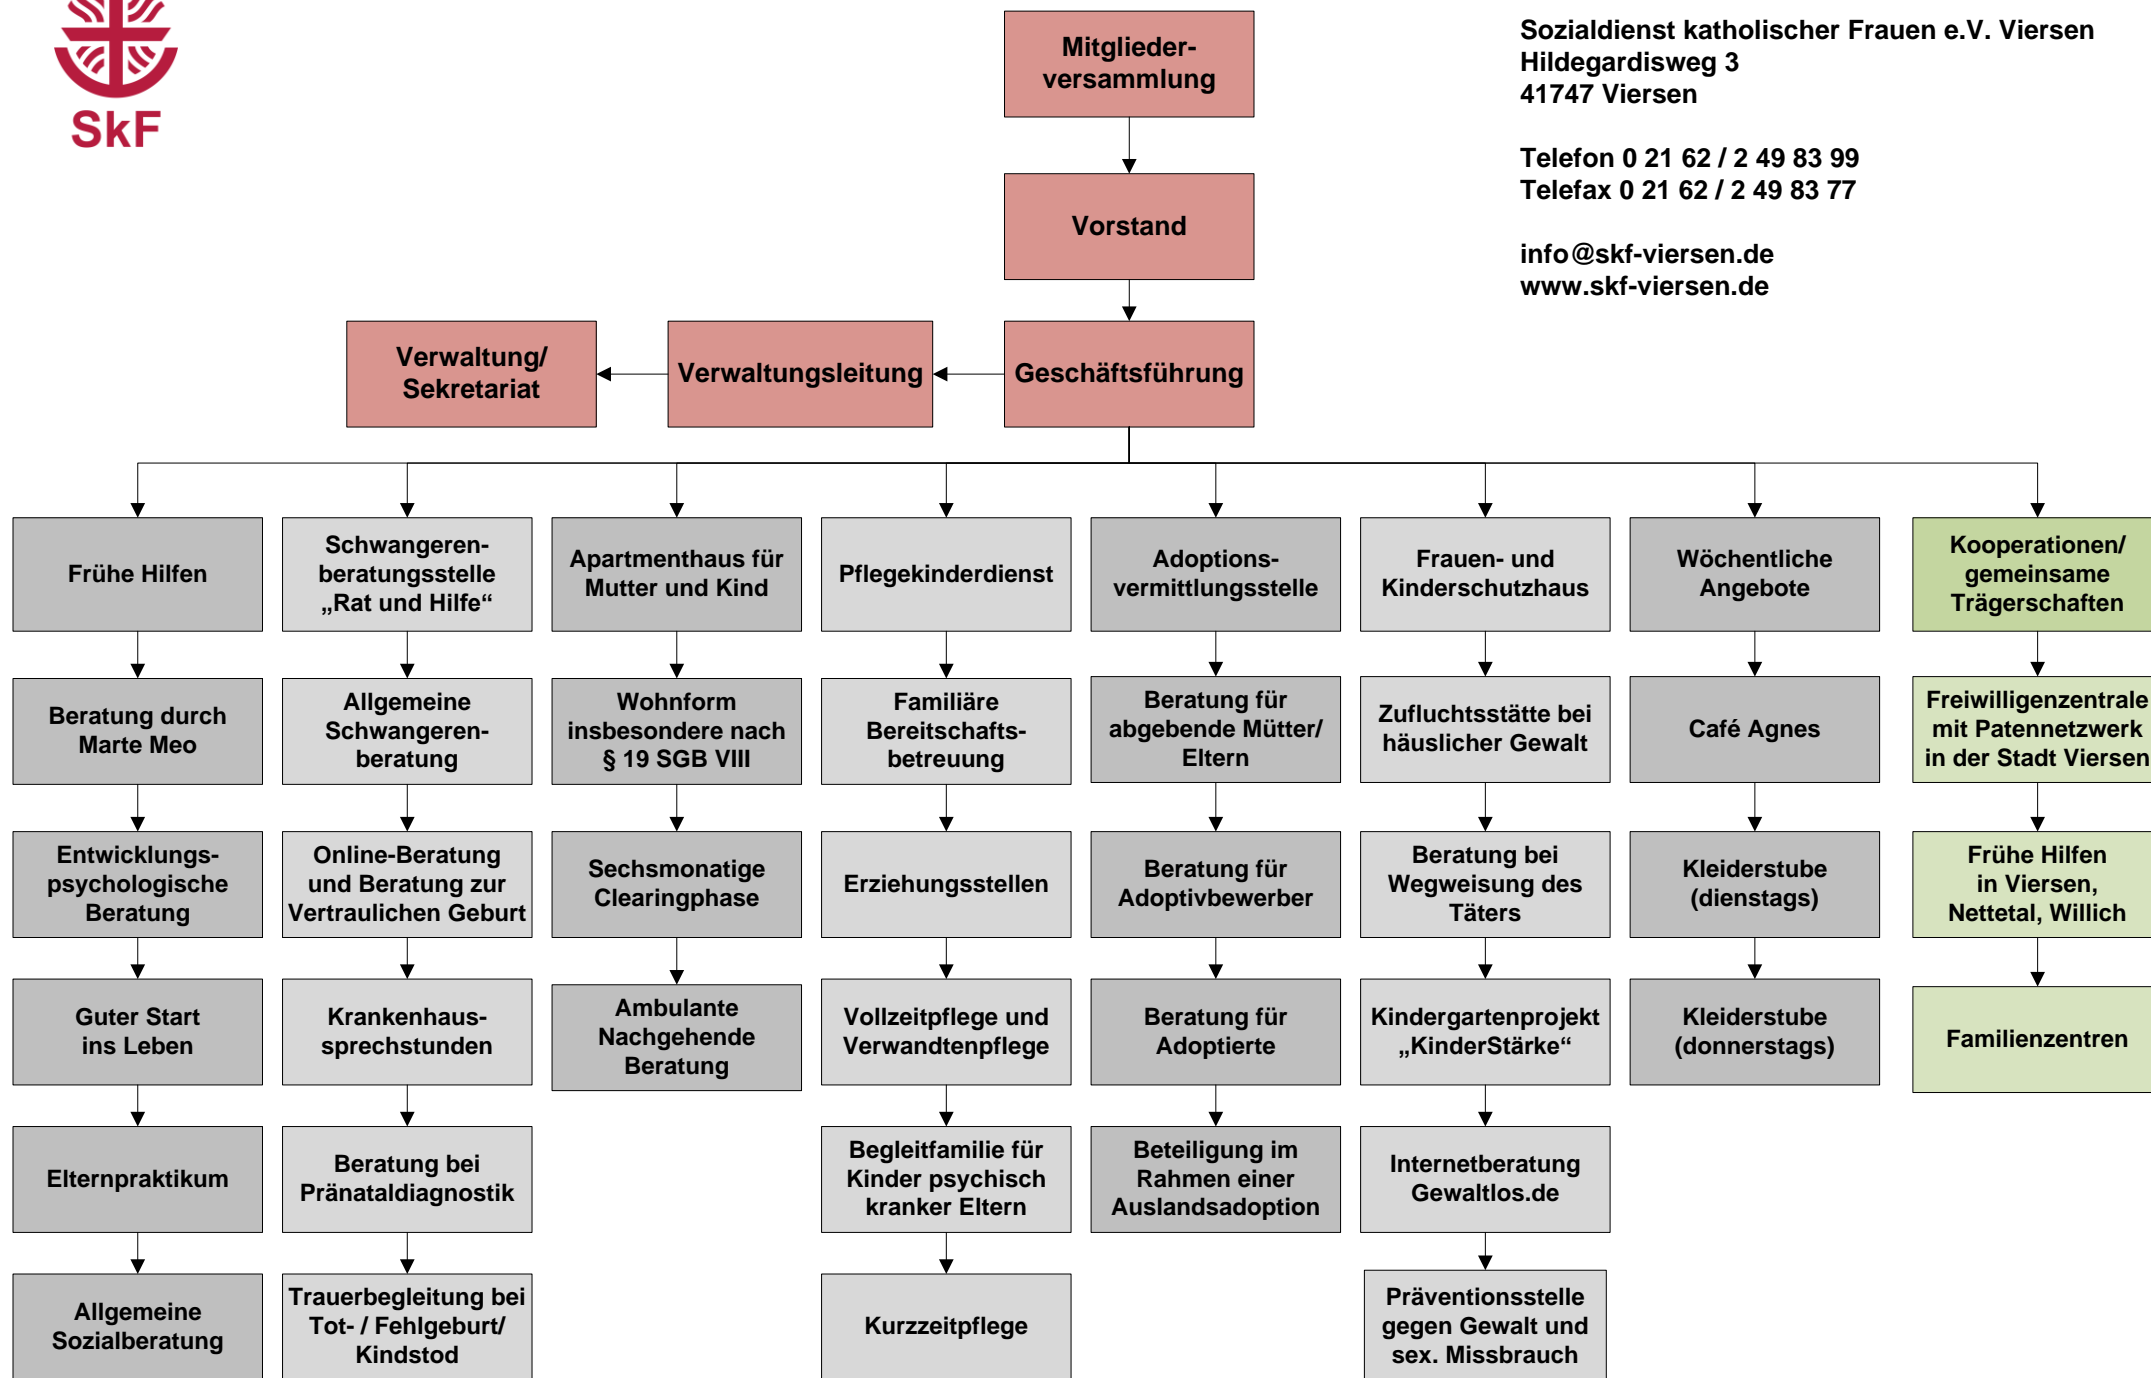 SkF
Sozialdienst katholischer Frauen e.V. Viersen
Hildegardisweg 3
41747 Viersen
Telefon 0 21 62 / 2 49 83 99
Telefax 0 21 62 / 2 49 83 77
info@skf-viersen.de
www.skf-viersen.de
Mitglieder-
versammlung
Vorstand
Geschäftsführung
Verwaltungsleitung
Verwaltung/
Sekretariat
Frühe Hilfen
Beratung durch
Marte Meo
Entwicklungs-
psychologische
Beratung
Guter Start
ins Leben
Elternpraktikum
Allgemeine
Sozialberatung
Schwangeren-
beratungsstelle
„Rat und Hilfe“
Allgemeine
Schwangeren-
beratung
Online-Beratung
und Beratung zur
Vertraulichen Geburt
Krankenhaus-
sprechstunden
Beratung bei
Pränataldiagnostik
Trauerbegleitung bei
Tot- / Fehlgeburt/
Kindstod
Apartmenthaus für
Mutter und Kind
Wohnform
insbesondere nach
§ 19 SGB VIII
Sechsmonatige
Clearingphase
Ambulante
Nachgehende
Beratung
Pflegekinderdienst
Familiäre
Bereitschafts-
betreuung
Erziehungsstellen
Vollzeitpflege und
Verwandtenpflege
Begleitfamilie für
Kinder psychisch
kranker Eltern
Kurzzeitpflege
Adoptions-
vermittlungsstelle
Beratung für
abgebende Mütter/
Eltern
Beratung für
Adoptivbewerber
Beratung für
Adoptierte
Beteiligung im
Rahmen einer
Auslandsadoption
Frauen- und
Kinderschutzhaus
Zufluchtsstätte bei
häuslicher Gewalt
Beratung bei
Wegweisung des
Täters
Kindergartenprojekt
„KinderStärke“
Internetberatung
Gewaltlos.de
Präventionsstelle
gegen Gewalt und
sex. Missbrauch
Wöchentliche
Angebote
Café Agnes
Kleiderstube
(dienstags)
Kleiderstube
(donnerstags)
Kooperationen/
gemeinsame
Trägerschaften
Freiwilligenzentrale
mit Patennetzwerk
in der Stadt Viersen
Frühe Hilfen
in Viersen,
Nettetal, Willich
Familienzentren